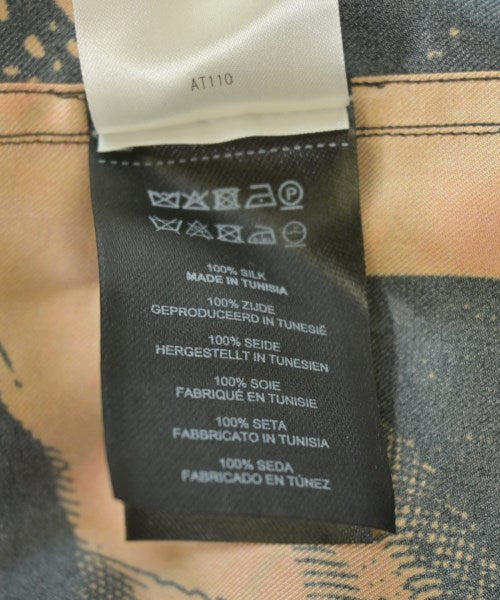 AT110
P
100% SILK
MADE IN TUNISIA
100% ZIJDE
GEPRODUCEERD IN TUNESIË
100% SEIDE
HERGESTELLT IN TUNESIEN
100% SOIE
FABRIQUÉ EN TUNISIE
100% SETA
FABBRICATO IN TUNISIA
100% SEDA
FABRICADO EN TÚNEZ